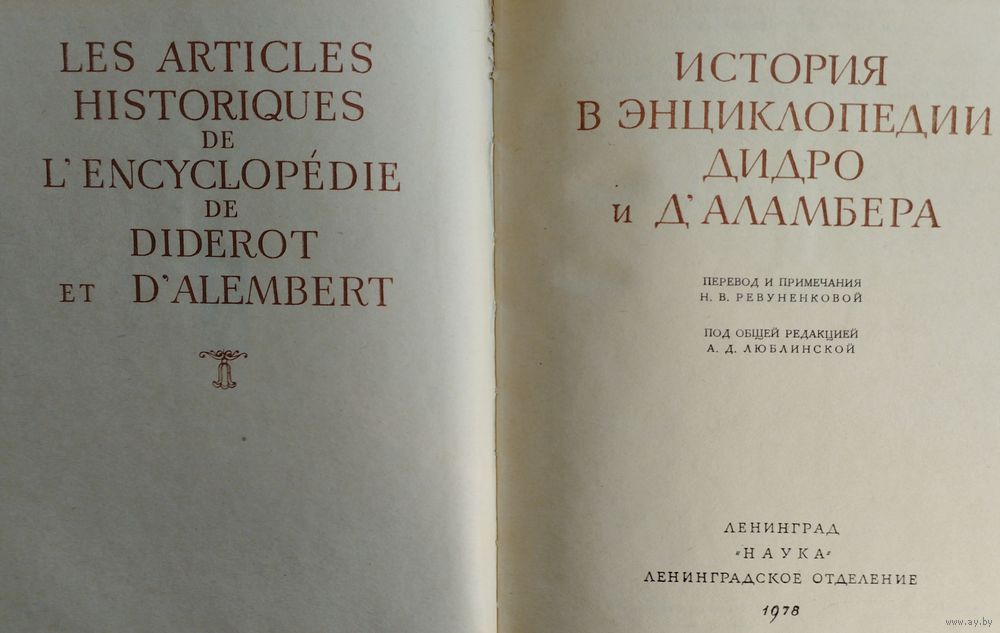 LES ARTICLES
HISTORIQUES
DE
L'ENCYCLOPÉDIE
DE
DIDEROT
ET D'ALEMBERT
ИСТОРИЯ
В ЭНЦИКЛОПЕДИИ
ДИДРО
и Д'АЛАМБЕРА
ПЕРЕВОД И ПРИМЕЧАНИЯ
Н. В. РЕВУНЕНКОВОЙ
ПОД ОБЩЕЙ РЕДАКЦИЕЙ
А. Д. ЛЮБЛИНСКОЙ
ЛЕНИНГРАД
«НАУКА»
ЛЕНИНГРАДСКОЕ ОТДЕЛЕНИЕ
1978
www.ay.by